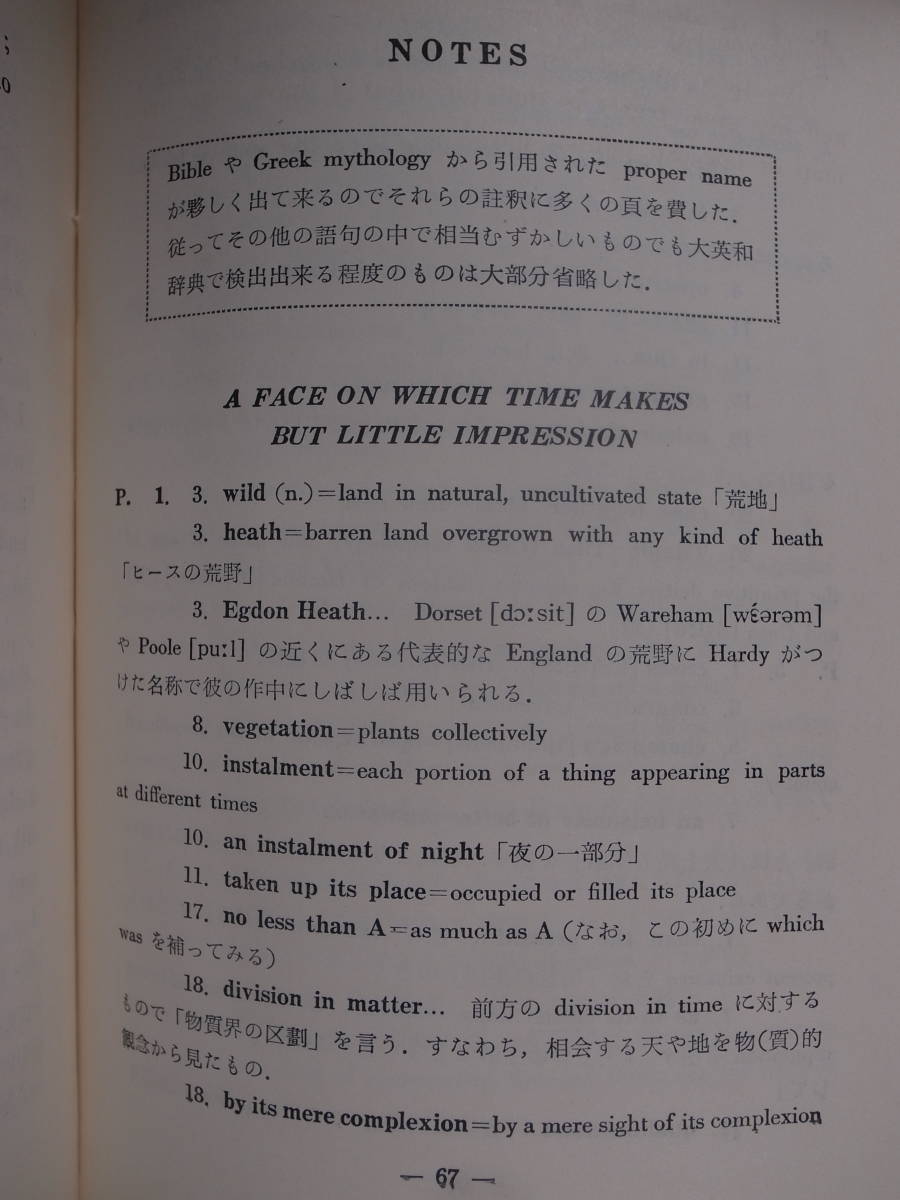 NOTES
Bible や Greek mythology から引用された proper name
が夥しく出て来るのでそれらの註釈に多くの頁を費した．
従ってその他の語句の中で相当むずかしいものでも大英和
辞典で検出出来る程度のものは大部分省略した．
A FACE ON WHICH TIME MAKES
BUT LITTLE IMPRESSION
P. 1. 3. wild (n.)=land in natural, uncultivated state「荒地」
3. heath=barren land overgrown with any kind of heath
「ヒースの荒野」
3. Egdon Heath… Dorset [dɔːsit] の Wareham [wɛ́ərəm]
や Poole [puːl] の近くにある代表的な England の荒野に Hardy がつ
けた名称で彼の作中にしばしば用いられる．
8. vegetation=plants collectively
10. instalment=each portion of a thing appearing in parts
at different times
10. an instalment of night「夜の一部分」
11. taken up its place=occupied or filled its place
17. no less than A=as much as A (なお，この初めに which
was を補ってみる)
18. division in matter… 前方の division in time に対する
もので「物質界の区劃」を言う．すなわち，相会する天や地を物(質)的
観念から見たもの．
18. by its mere complexion=by a mere sight of its complexion
— 67 —